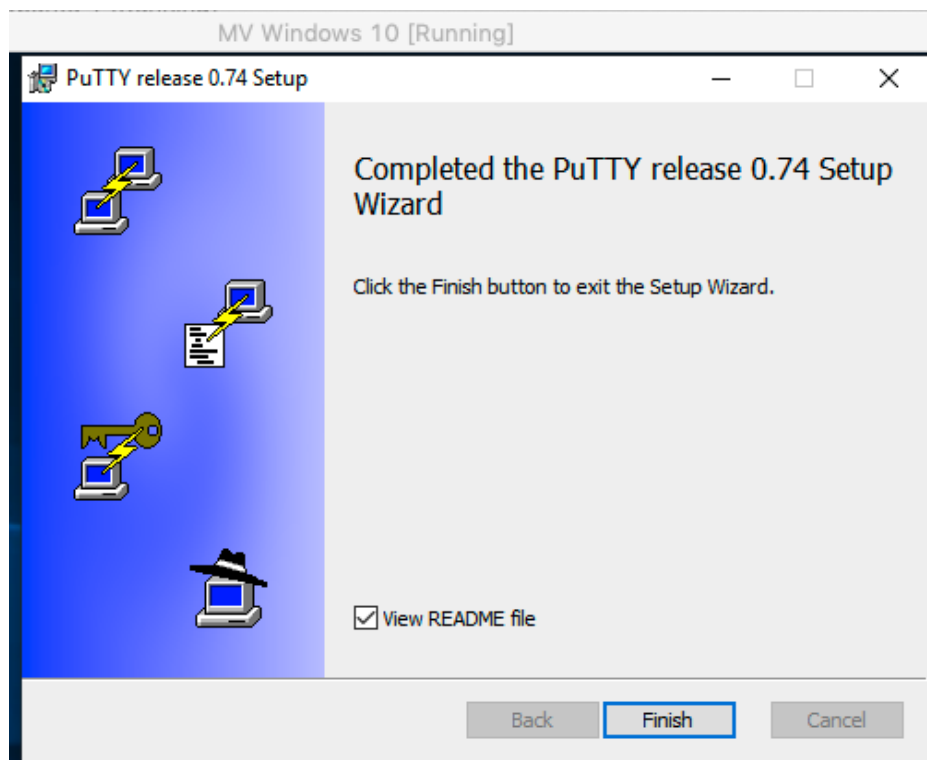 MV Windows 10 [Running]
PuTTY release 0.74 Setup
Completed the PuTTY release 0.74 Setup
Wizard
Click the Finish button to exit the Setup Wizard.
View README file
Back Finish Cancel